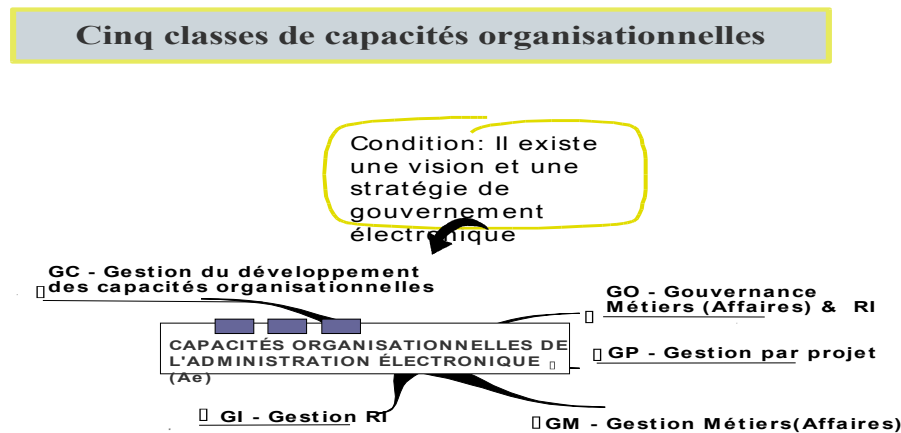 Cinq classes de capacités organisationnelles
Condition: Il existe
une vision et une
stratégie de
gouvernement
électronique
GC - Gestion du développement
des capacités organisationnelles
GO - Gouvernance
Métiers (Affaires) & RI
CAPACITÉS ORGANISATIONNELLES DE
L'ADMINISTRATION ÉLECTRONIQUE
(Ae)
GP - Gestion par projet
GI - Gestion RI
GM - Gestion Métiers(Affaires)